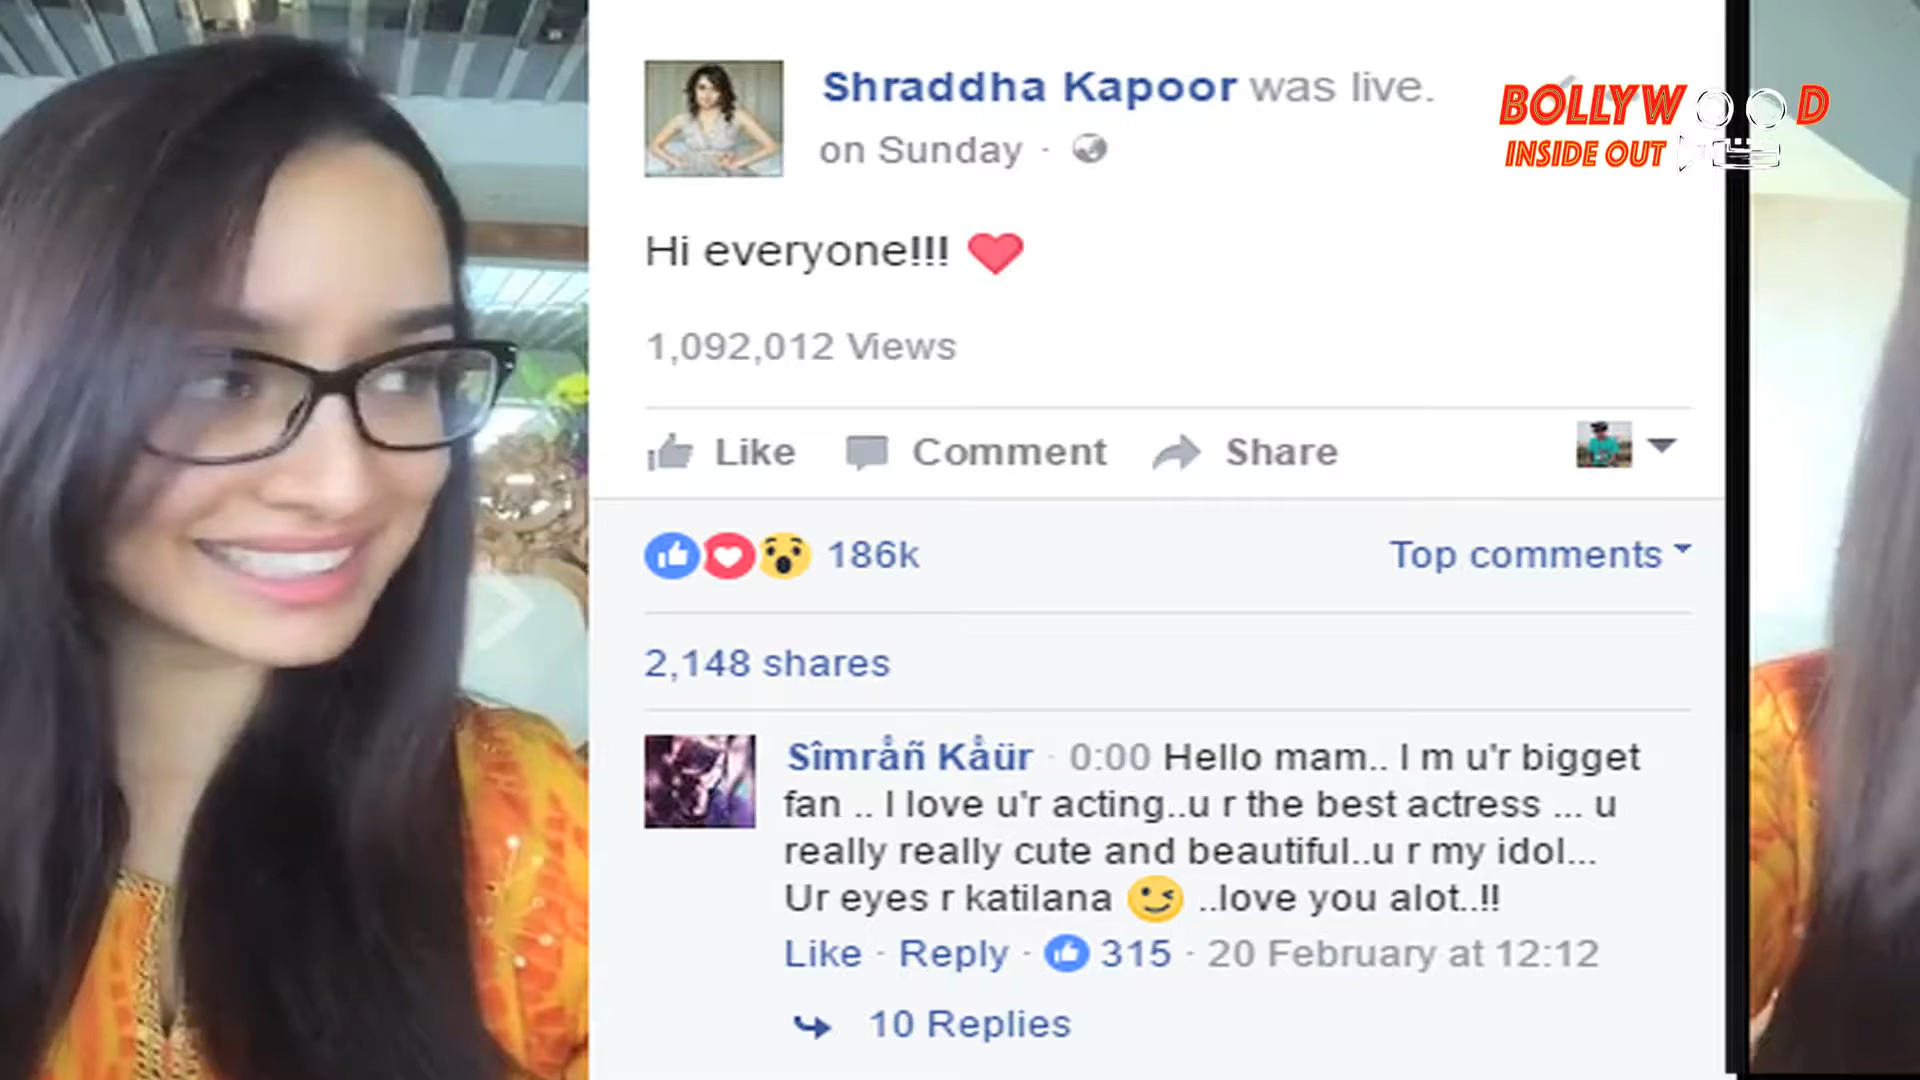 Shraddha Kapoor was live.
on Sunday ·
BOLLYWOOD
INSIDE OUT
Hi everyone!!! ❤
1,092,012 Views
Like Comment Share
186k Top comments
2,148 shares
Sîmråñ Kåür · 0:00 Hello mam.. I m u'r bigget
fan .. I love u'r acting..u r the best actress ... u
really really cute and beautiful..u r my idol...
Ur eyes r katilana 😉 ..love you alot..!!
Like · Reply · 315 · 20 February at 12:12
10 Replies